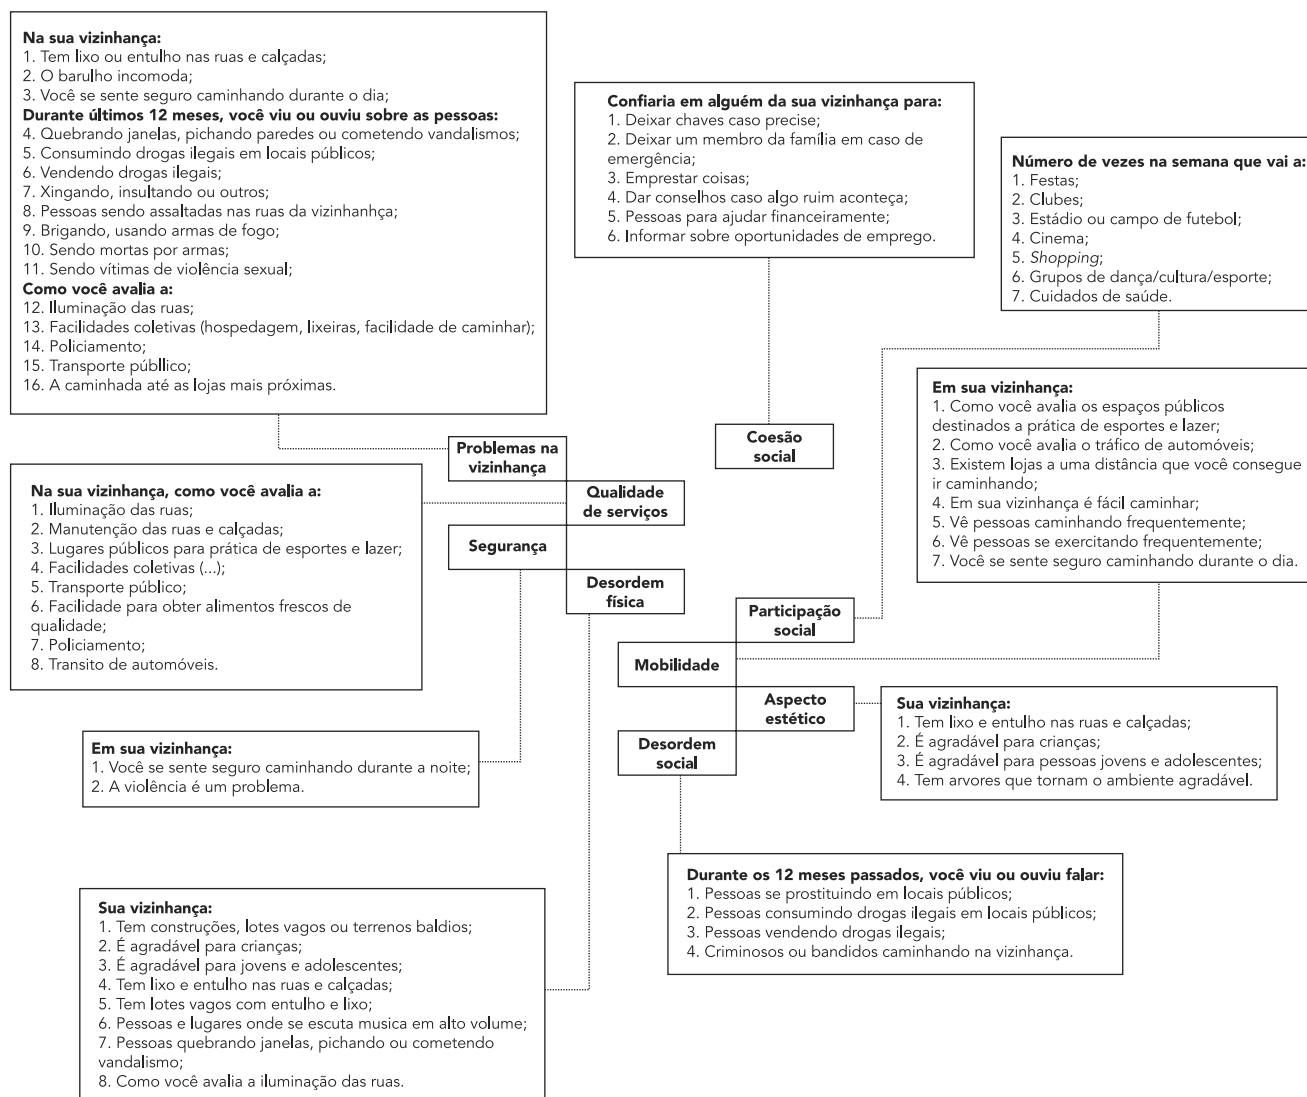 Na sua vizinhança:
1. Tem lixo ou entulho nas ruas e calçadas;
2. O barulho incomoda;
3. Você se sente seguro caminhando durante o dia;
Durante últimos 12 meses, você viu ou ouviu sobre as pessoas:
4. Quebrando janelas, pichando paredes ou cometendo vandalismos;
5. Consumindo drogas ilegais em locais públicos;
6. Vendendo drogas ilegais;
7. Xingando, insultando ou outros;
8. Pessoas sendo assaltadas nas ruas da vizinhanhça;
9. Brigando, usando armas de fogo;
10. Sendo mortas por armas;
11. Sendo vítimas de violência sexual;
Como você avalia a:
12. Iluminação das ruas;
13. Facilidades coletivas (hospedagem, lixeiras, facilidade de caminhar);
14. Policiamento;
15. Transporte públlico;
16. A caminhada até as lojas mais próximas.
Confiaria em alguém da sua vizinhança para:
1. Deixar chaves caso precise;
2. Deixar um membro da família em caso de
emergência;
3. Emprestar coisas;
4. Dar conselhos caso algo ruim aconteça;
5. Pessoas para ajudar financeiramente;
6. Informar sobre oportunidades de emprego.
Número de vezes na semana que vai a:
1. Festas;
2. Clubes;
3. Estádio ou campo de futebol;
4. Cinema;
5. Shopping;
6. Grupos de dança/cultura/esporte;
7. Cuidados de saúde.
Em sua vizinhança:
1. Como você avalia os espaços públicos
destinados a prática de esportes e lazer;
2. Como você avalia o tráfico de automóveis;
3. Existem lojas a uma distância que você consegue
ir caminhando;
4. Em sua vizinhança é fácil caminhar;
5. Vê pessoas caminhando frequentemente;
6. Vê pessoas se exercitando frequentemente;
7. Você se sente seguro caminhando durante o dia.
Problemas na
vizinhança
Coesão
social
Qualidade
de serviços
Segurança
Desordem
física
Na sua vizinhança, como você avalia a:
1. Iluminação das ruas;
2. Manutenção das ruas e calçadas;
3. Lugares públicos para prática de esportes e lazer;
4. Facilidades coletivas (...);
5. Transporte público;
6. Facilidade para obter alimentos frescos de
qualidade;
7. Policiamento;
8. Transito de automóveis.
Participação
social
Mobilidade
Aspecto
estético
Desordem
social
Sua vizinhança:
1. Tem lixo e entulho nas ruas e calçadas;
2. É agradável para crianças;
3. É agradável para pessoas jovens e adolescentes;
4. Tem arvores que tornam o ambiente agradável.
Em sua vizinhança:
1. Você se sente seguro caminhando durante a noite;
2. A violência é um problema.
Durante os 12 meses passados, você viu ou ouviu falar:
1. Pessoas se prostituindo em locais públicos;
2. Pessoas consumindo drogas ilegais em locais públicos;
3. Pessoas vendendo drogas ilegais;
4. Criminosos ou bandidos caminhando na vizinhança.
Sua vizinhança:
1. Tem construções, lotes vagos ou terrenos baldios;
2. É agradável para crianças;
3. É agradável para jovens e adolescentes;
4. Tem lixo e entulho nas ruas e calçadas;
5. Tem lotes vagos com entulho e lixo;
6. Pessoas e lugares onde se escuta musica em alto volume;
7. Pessoas quebrando janelas, pichando ou cometendo
vandalismo;
8. Como você avalia a iluminação das ruas.